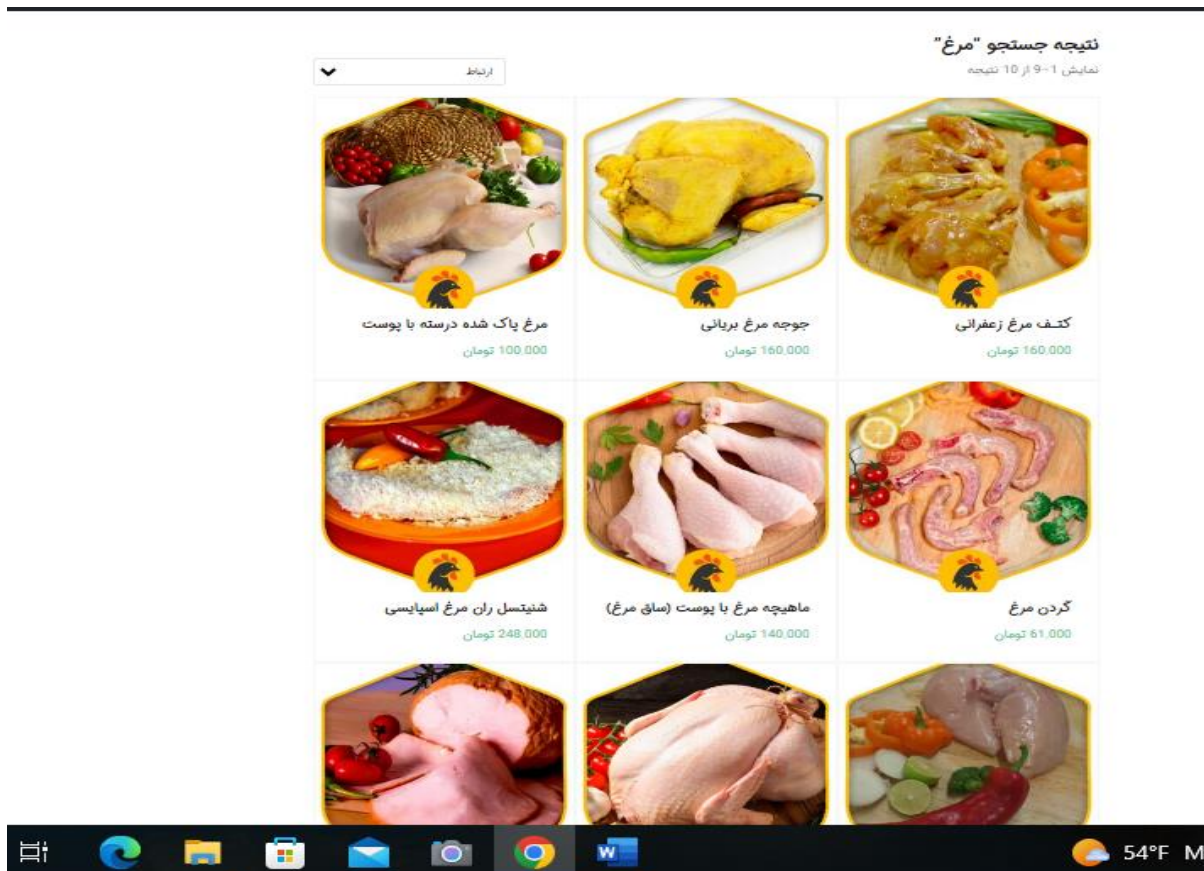 نتیجه جستجو "مرغ"
نمایش 1–9 از 10 نتیجه
ارتباط
کتـف مرغ زعفرانی
160,000 تومان
جوجه مرغ بریانی
160,000 تومان
مرغ پاک شده درسته با پوست
100,000 تومان
گردن مرغ
61,000 تومان
ماهیچه مرغ با پوست (ساق مرغ)
140,000 تومان
شنیتسل ران مرغ اسپایسی
248,000 تومان
W
54°F M